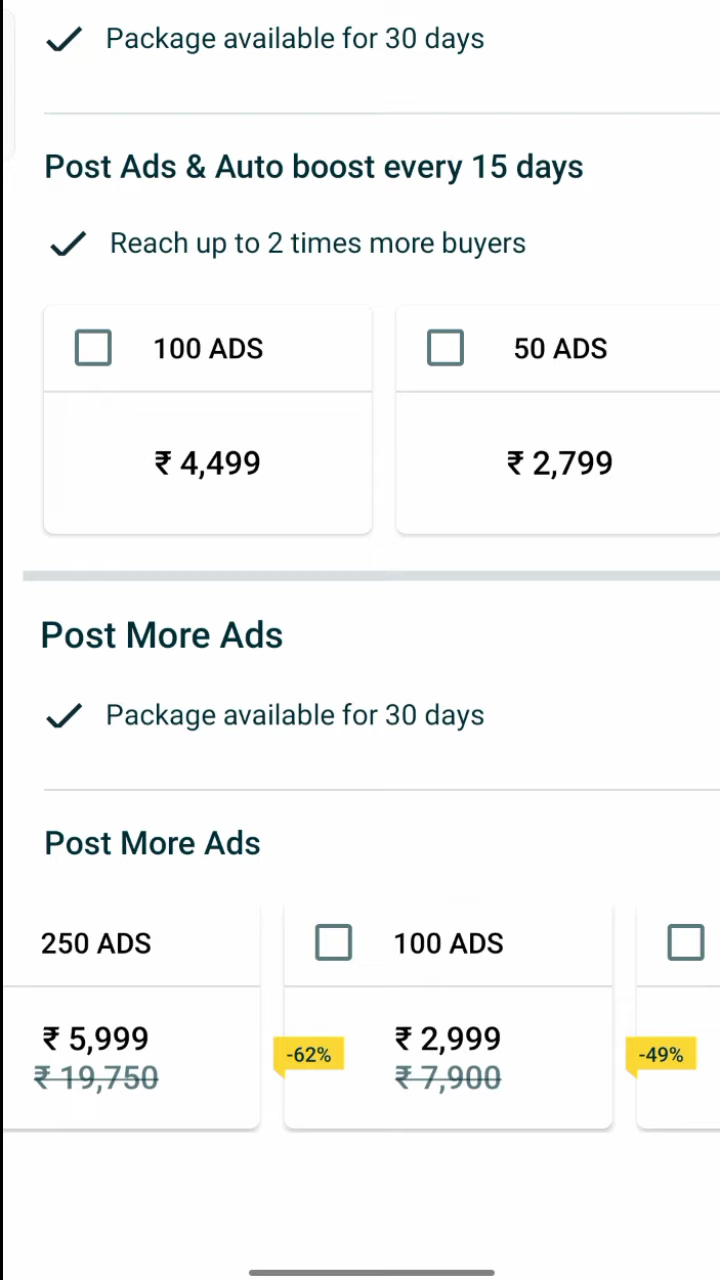 Package available for 30 days
Post Ads & Auto boost every 15 days
Reach up to 2 times more buyers
100 ADS
50 ADS
₹ 4,499
₹ 2,799
Post More Ads
Package available for 30 days
Post More Ads
250 ADS
100 ADS
₹ 5,999
₹ 19,750
-62%
₹ 2,999
₹ 7,900
-49%